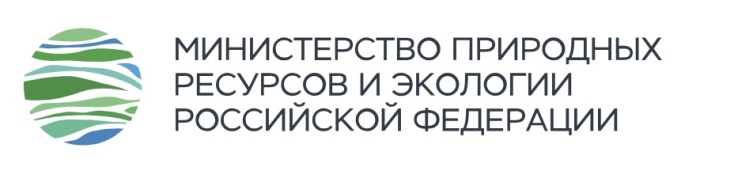 МИНИСТЕРСТВО ПРИРОДНЫХ
РЕСУРСОВ И ЭКОЛОГИИ
РОССИЙСКОЙ ФЕДЕРАЦИИ